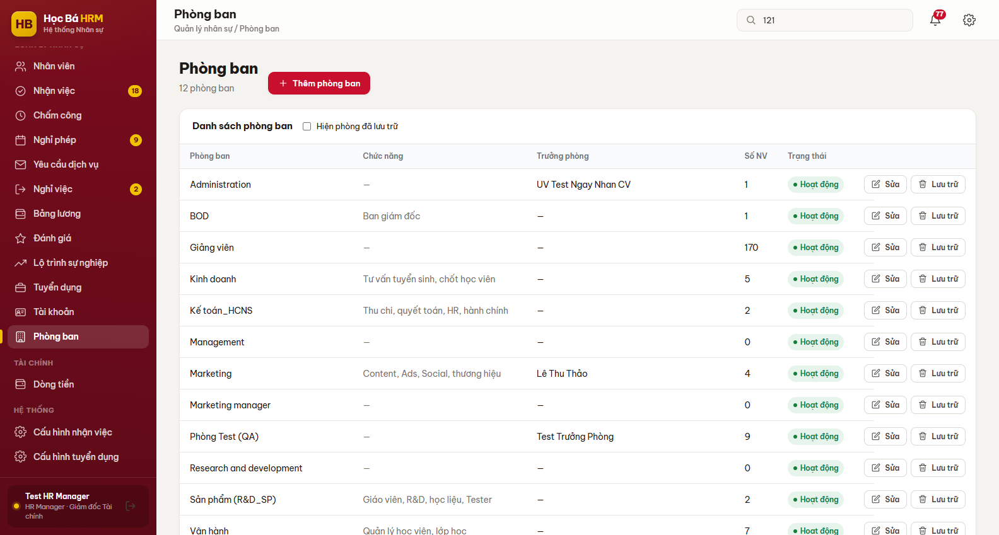 HB
Học Bá HRM
Hệ thống Nhân sự
Nhân viên
Nhận việc 18
Chấm công
Nghỉ phép 9
Yêu cầu dịch vụ
Nghỉ việc 2
Bảng lương
Đánh giá
Lộ trình sự nghiệp
Tuyển dụng
Tài khoản
Phòng ban
TÀI CHÍNH
Dòng tiền
HỆ THỐNG
Cấu hình nhận việc
Cấu hình tuyển dụng
Test HR Manager
HR Manager · Giám đốc Tài
chính
Phòng ban
Quản lý nhân sự / Phòng ban
121
77
Phòng ban
12 phòng ban
Thêm phòng ban
Danh sách phòng ban Hiện phòng đã lưu trữ
Phòng ban Chức năng Trưởng phòng Số NV Trạng thái
Administration – UV Test Ngay Nhan CV 1 Hoạt động Sửa Lưu trữ
BOD Ban giám đốc – 1 Hoạt động Sửa Lưu trữ
Giảng viên – – 170 Hoạt động Sửa Lưu trữ
Kinh doanh Tư vấn tuyển sinh, chốt học viên – 5 Hoạt động Sửa Lưu trữ
Kế toán_HCNS Thu chi, quyết toán, HR, hành chính – 2 Hoạt động Sửa Lưu trữ
Management – – 0 Hoạt động Sửa Lưu trữ
Marketing Content, Ads, Social, thương hiệu Lê Thu Thảo 4 Hoạt động Sửa Lưu trữ
Marketing manager – – 0 Hoạt động Sửa Lưu trữ
Phòng Test (QA) – Test Trưởng Phòng 9 Hoạt động Sửa Lưu trữ
Research and development – – 0 Hoạt động Sửa Lưu trữ
Sản phẩm (R&D_SP) Giáo viên, R&D, học liệu, Tester – 2 Hoạt động Sửa Lưu trữ
Vận hành Quản lý học viên, lớp học – 7 Hoạt động Sửa Lưu trữ